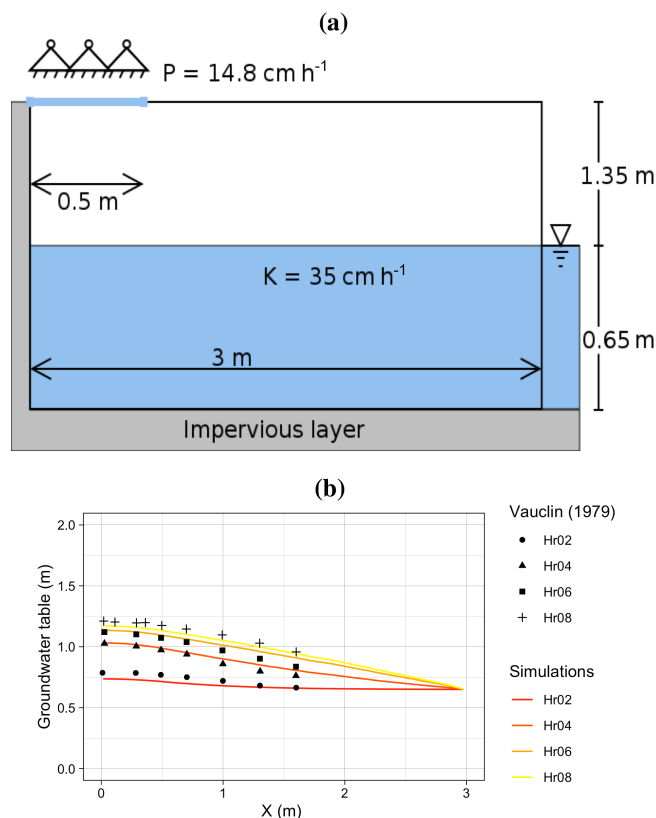 (a)
P = 14.8 cm h-1
0.5 m
1.35 m
K = 35 cm h-1
0.65 m
3 m
Impervious layer
(b)
Groundwater table (m)
2.0
1.5
1.0
0.5
0.0
0
1
2
3
X (m)
Vauclin (1979)
Hr02
Hr04
Hr06
Hr08
Simulations
Hr02
Hr04
Hr06
Hr08